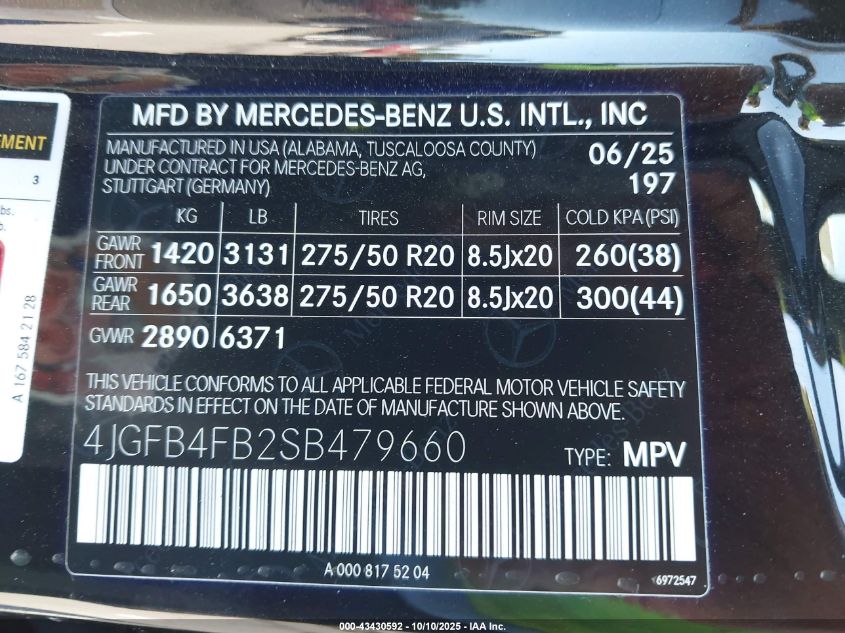 EMENT
3
lbs.
b.
A 167 584 21 28
MFD BY MERCEDES-BENZ U.S. INTL., INC
MANUFACTURED IN USA (ALABAMA, TUSCALOOSA COUNTY)
UNDER CONTRACT FOR MERCEDES-BENZ AG,
STUTTGART (GERMANY)
06/25
197
KG LB TIRES RIM SIZE COLD KPA (PSI)
GAWR FRONT 1420 3131 275/50 R20 8.5Jx20 260(38)
GAWR REAR 1650 3638 275/50 R20 8.5Jx20 300(44)
GVWR 2890 6371
THIS VEHICLE CONFORMS TO ALL APPLICABLE FEDERAL MOTOR VEHICLE SAFETY
STANDARDS IN EFFECT ON THE DATE OF MANUFACTURE SHOWN ABOVE.
4JGFB4FB2SB479660 TYPE: MPV
A 000 817 52 04
6972547
000-43430592 - 10/10/2025 - IAA Inc.